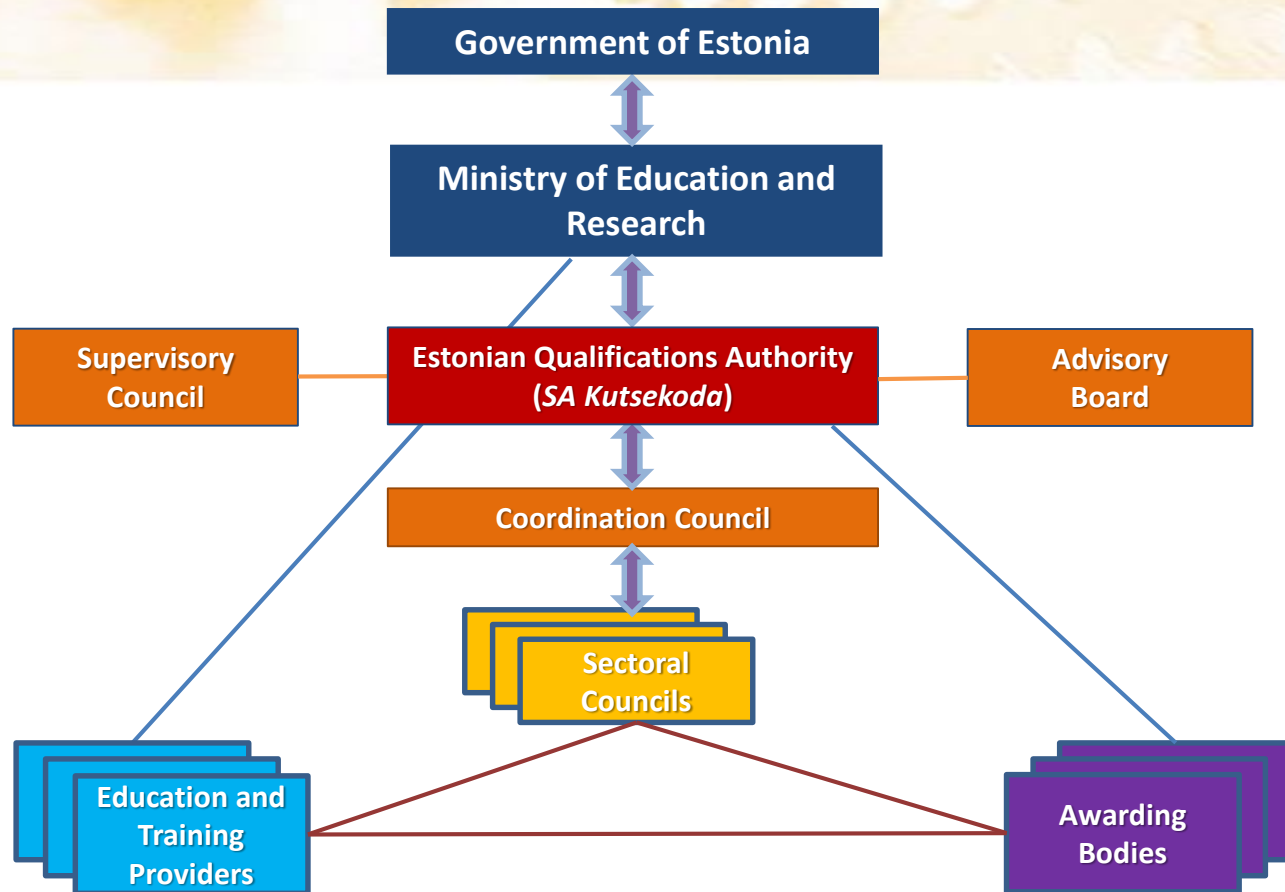 Government of Estonia
Ministry of Education and
Research
Supervisory
Council
Estonian Qualifications Authority
(SA Kutsekoda)
Advisory
Board
Coordination Council
Sectoral
Councils
Education and
Training
Providers
Awarding
Bodies